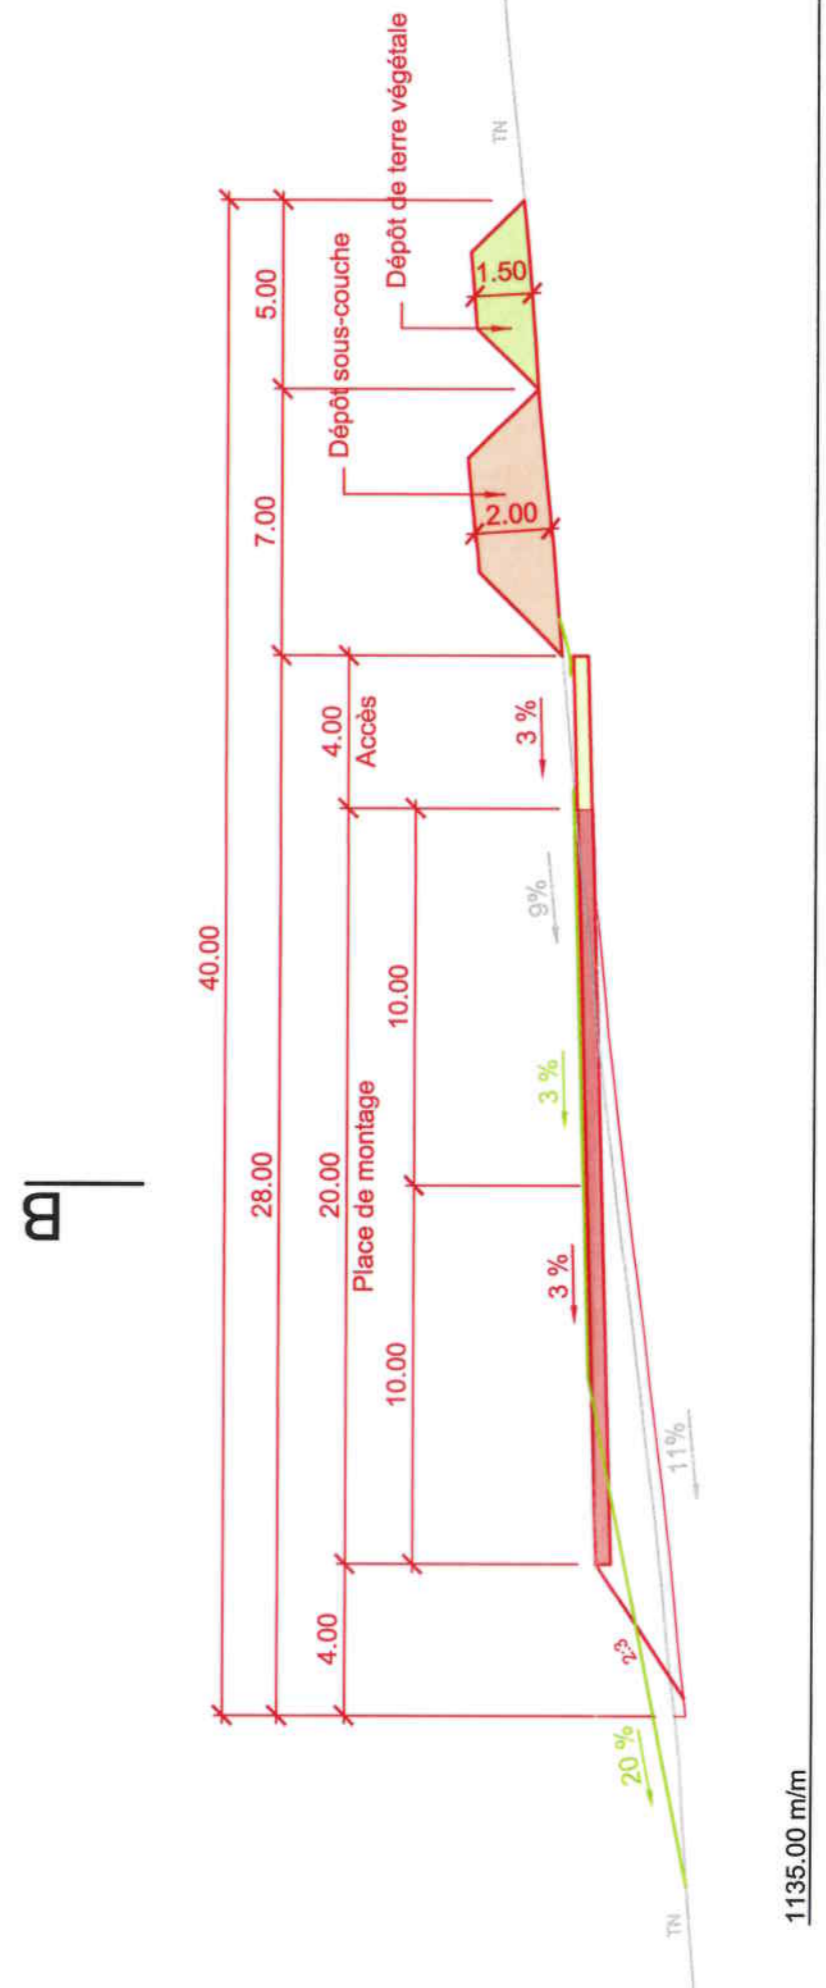 B
40.00
28.00
7.00
5.00
4.00
20.00
Place de montage
4.00
Accès
10.00
10.00
Dépôt sous-couche
Dépôt de terre végétale
2.00
1.50
TN
3 %
9%
3 %
3 %
11%
2:3
20 %
TN
1135.00 m/m